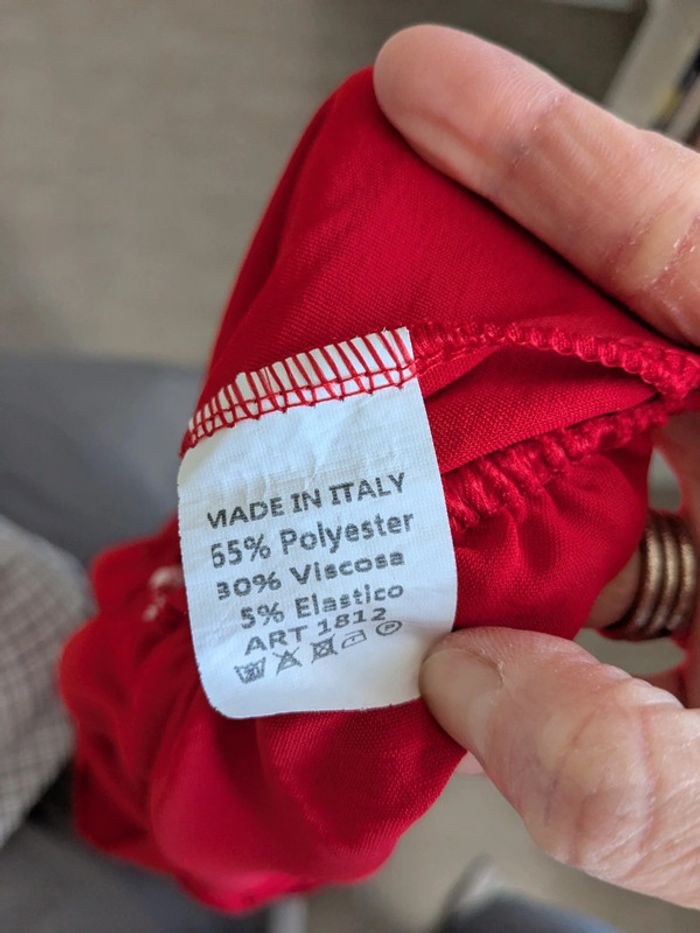 MADE IN ITALY
65% Polyester
30% Viscosa
5% Elastico
ART 1812